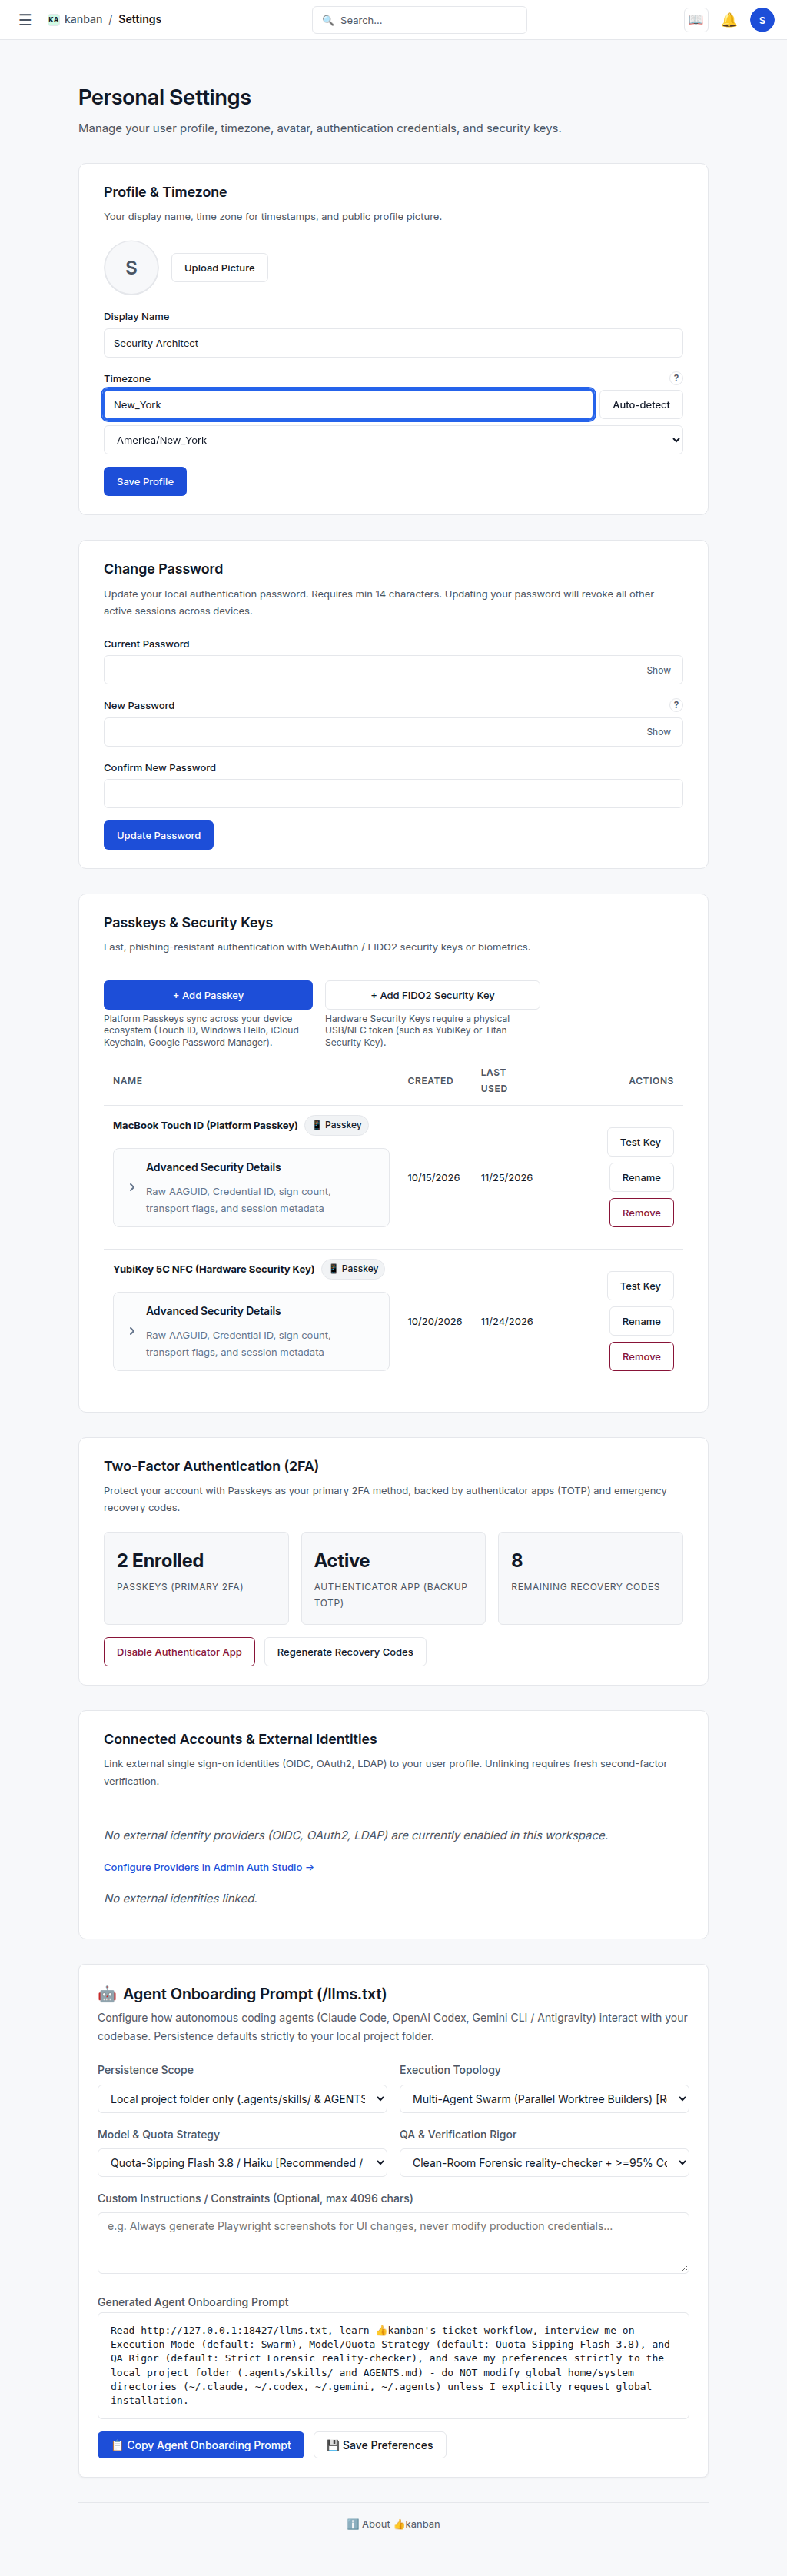 ☰ KA kanban / Settings 🔍 Search... 📖 🔔 S
Personal Settings
Manage your user profile, timezone, avatar, authentication credentials, and security keys.
Profile & Timezone
Your display name, time zone for timestamps, and public profile picture.
S Upload Picture
Display Name
Security Architect
Timezone ?
New_York Auto-detect
America/New_York
Save Profile
Change Password
Update your local authentication password. Requires min 14 characters. Updating your password will revoke all other
active sessions across devices.
Current Password
Show
New Password ?
Show
Confirm New Password
Update Password
Passkeys & Security Keys
Fast, phishing-resistant authentication with WebAuthn / FIDO2 security keys or biometrics.
+ Add Passkey
Platform Passkeys sync across your device
ecosystem (Touch ID, Windows Hello, iCloud
Keychain, Google Password Manager).
+ Add FIDO2 Security Key
Hardware Security Keys require a physical
USB/NFC token (such as YubiKey or Titan
Security Key).
NAME CREATED LAST USED ACTIONS
MacBook Touch ID (Platform Passkey) 📱 Passkey
Advanced Security Details
Raw AAGUID, Credential ID, sign count,
transport flags, and session metadata
10/15/2026 11/25/2026
Test Key
Rename
Remove
YubiKey 5C NFC (Hardware Security Key) 📱 Passkey
Advanced Security Details
Raw AAGUID, Credential ID, sign count,
transport flags, and session metadata
10/20/2026 11/24/2026
Test Key
Rename
Remove
Two-Factor Authentication (2FA)
Protect your account with Passkeys as your primary 2FA method, backed by authenticator apps (TOTP) and emergency
recovery codes.
2 Enrolled
PASSKEYS (PRIMARY 2FA)
Active
AUTHENTICATOR APP (BACKUP
TOTP)
8
REMAINING RECOVERY CODES
Disable Authenticator App Regenerate Recovery Codes
Connected Accounts & External Identities
Link external single sign-on identities (OIDC, OAuth2, LDAP) to your user profile. Unlinking requires fresh second-factor
verification.
No external identity providers (OIDC, OAuth2, LDAP) are currently enabled in this workspace.
Configure Providers in Admin Auth Studio →
No external identities linked.
🤖 Agent Onboarding Prompt (/llms.txt)
Configure how autonomous coding agents (Claude Code, OpenAI Codex, Gemini CLI / Antigravity) interact with your
codebase. Persistence defaults strictly to your local project folder.
Persistence Scope Execution Topology
Local project folder only (.agents/skills/ & AGENTS Multi-Agent Swarm (Parallel Worktree Builders) [R
Model & Quota Strategy QA & Verification Rigor
Quota-Sipping Flash 3.8 / Haiku [Recommended / Clean-Room Forensic reality-checker + >=95% Co
Custom Instructions / Constraints (Optional, max 4096 chars)
e.g. Always generate Playwright screenshots for UI changes, never modify production credentials...
Generated Agent Onboarding Prompt
Read http://127.0.0.1:18427/llms.txt, learn 👍kanban's ticket workflow, interview me on
Execution Mode (default: Swarm), Model/Quota Strategy (default: Quota-Sipping Flash 3.8), and
QA Rigor (default: Strict Forensic reality-checker), and save my preferences strictly to the
local project folder (.agents/skills/ and AGENTS.md) - do NOT modify global home/system
directories (~/.claude, ~/.codex, ~/.gemini, ~/.agents) unless I explicitly request global
installation.
📋 Copy Agent Onboarding Prompt 💾 Save Preferences
ℹ️ About 👍kanban